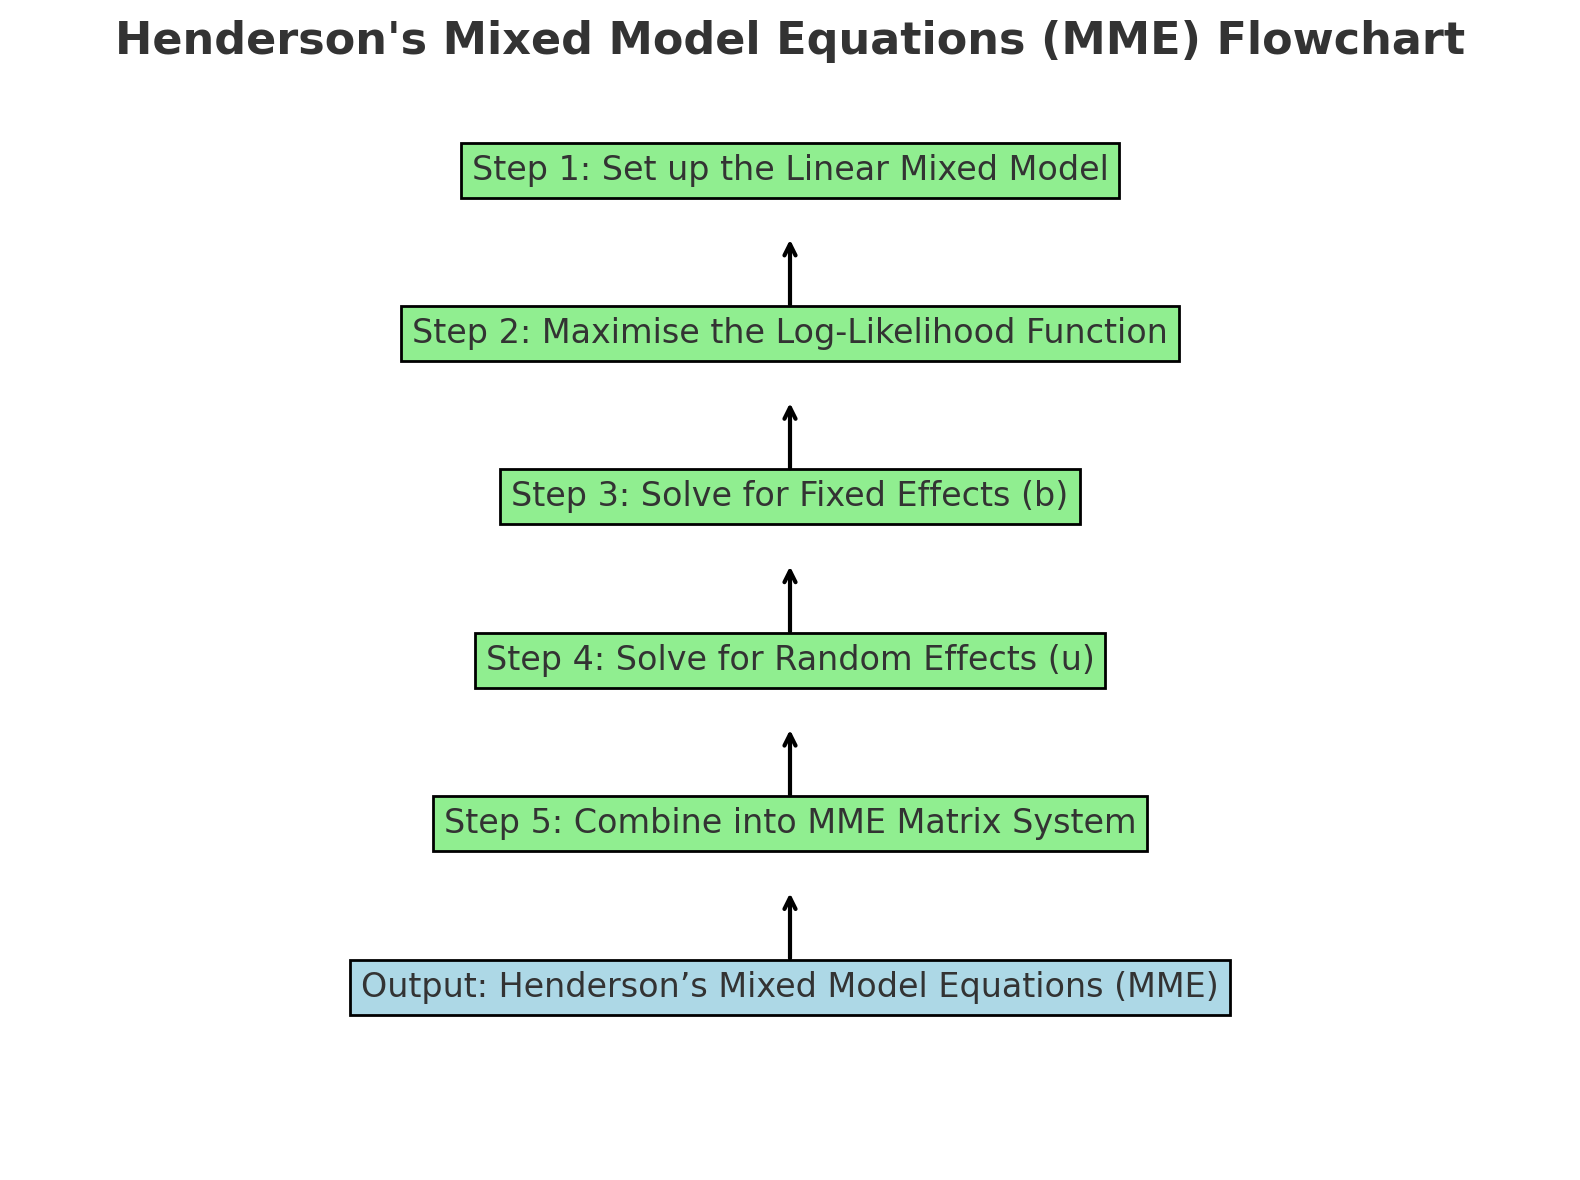 Henderson's Mixed Model Equations (MME) Flowchart
Step 1: Set up the Linear Mixed Model
Step 2: Maximise the Log-Likelihood Function
Step 3: Solve for Fixed Effects (b)
Step 4: Solve for Random Effects (u)
Step 5: Combine into MME Matrix System
Output: Henderson’s Mixed Model Equations (MME)